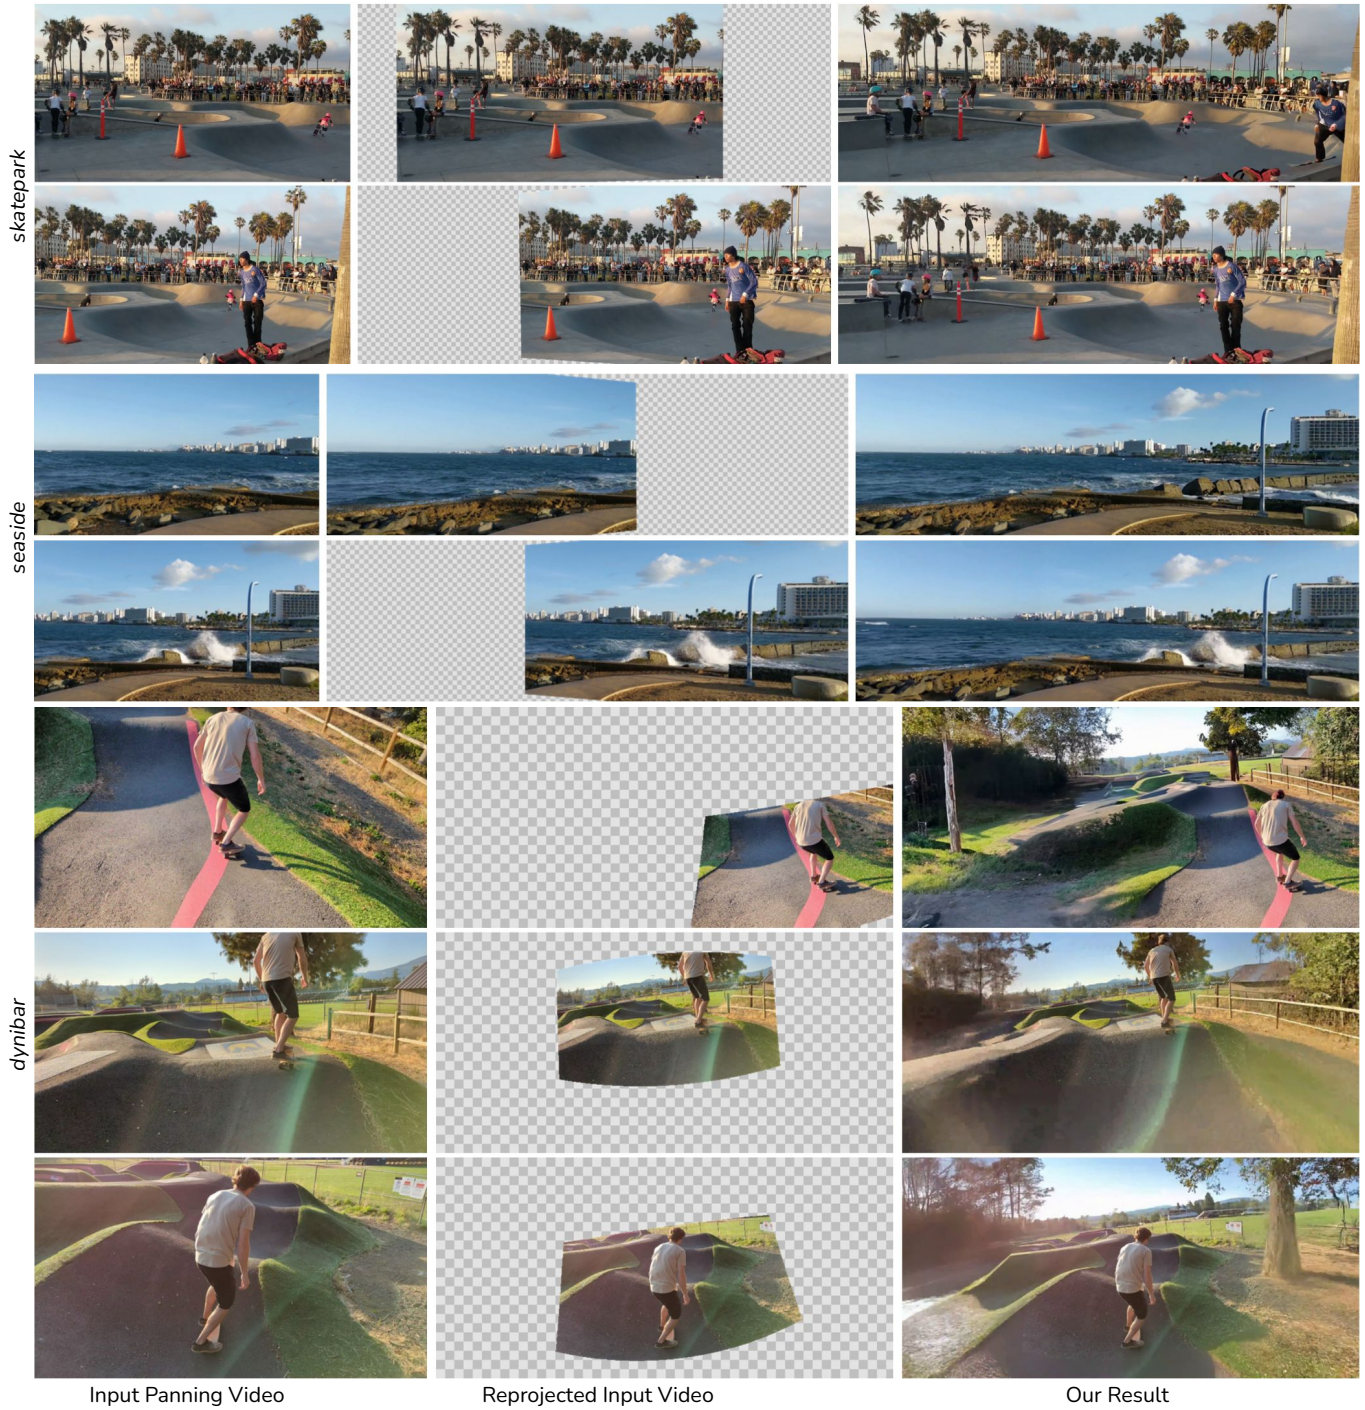 skatepark
seaside
dynibar
Input Panning Video
Reprojected Input Video
Our Result